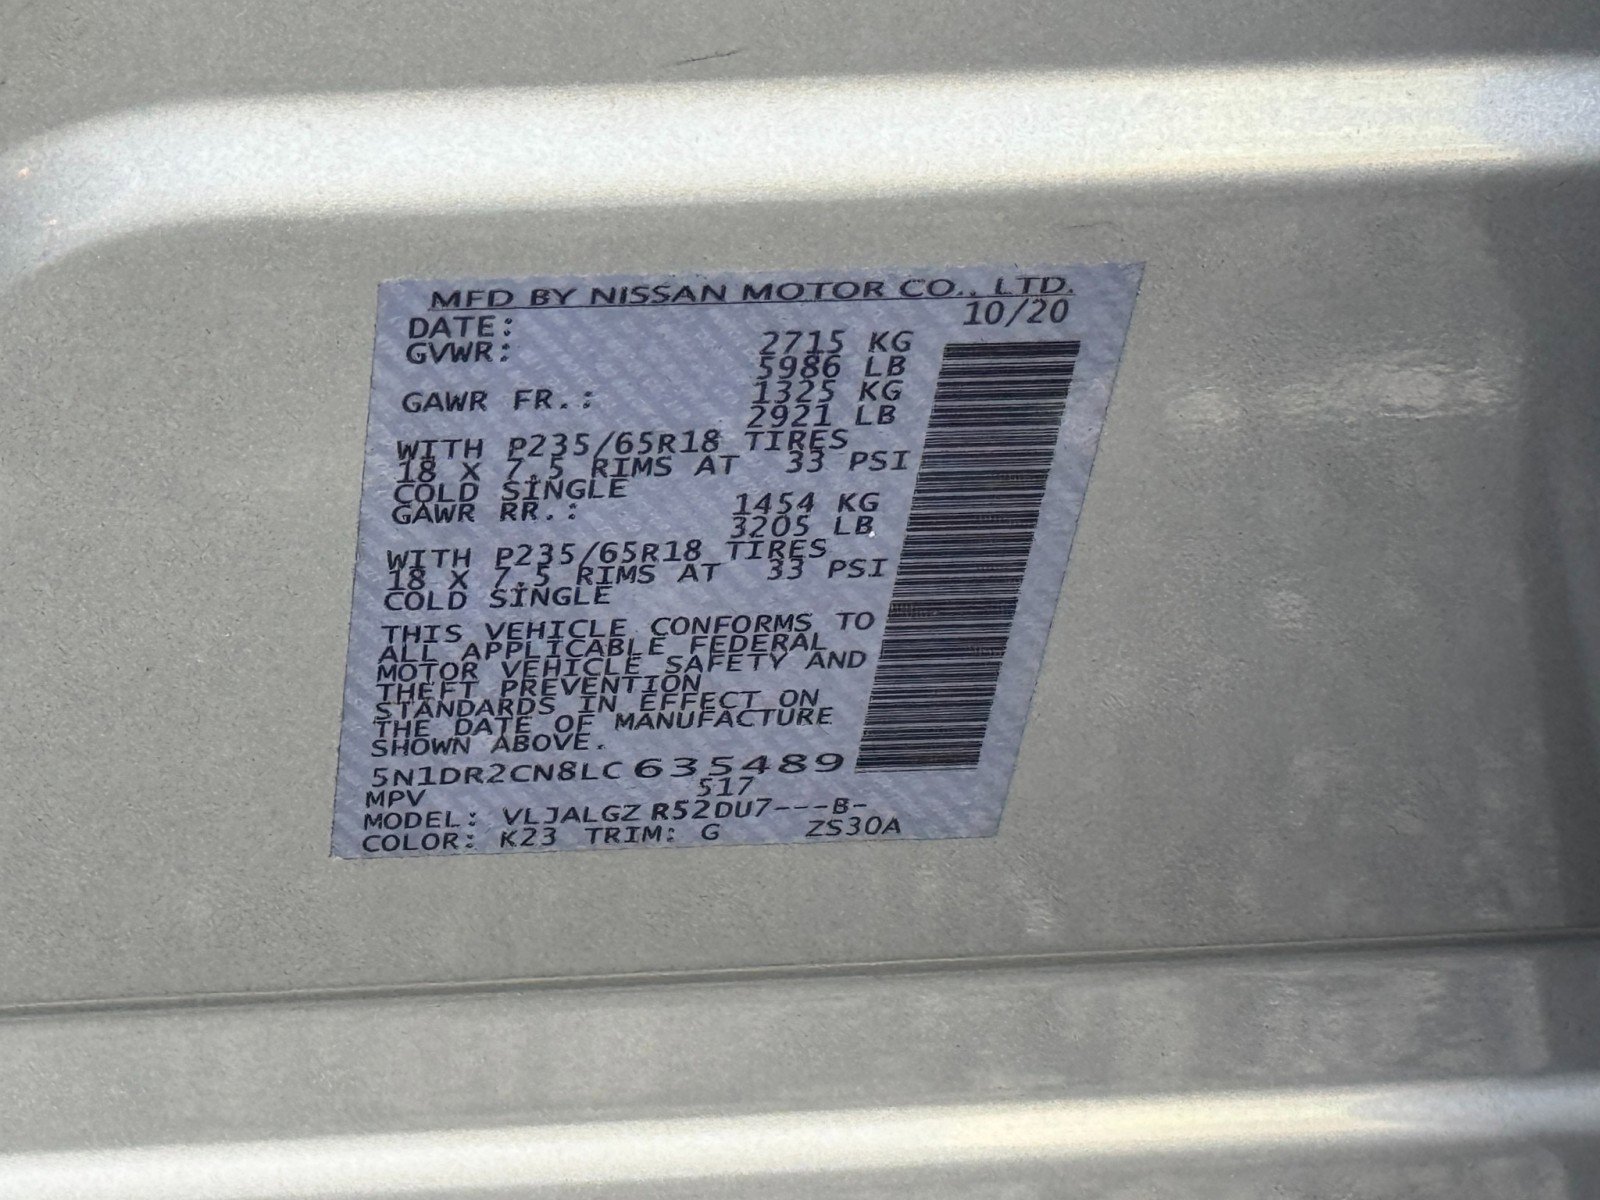 MFD BY NISSAN MOTOR CO., LTD.
DATE: 10/20
GVWR: 2715 KG
5986 LB
GAWR FR.: 1325 KG
2921 LB
WITH P235/65R18 TIRES
18 X 7.5 RIMS AT 33 PSI
COLD SINGLE
GAWR RR.: 1454 KG
3205 LB
WITH P235/65R18 TIRES
18 X 7.5 RIMS AT 33 PSI
COLD SINGLE
THIS VEHICLE CONFORMS TO
ALL APPLICABLE FEDERAL
MOTOR VEHICLE SAFETY AND
THEFT PREVENTION
STANDARDS IN EFFECT ON
THE DATE OF MANUFACTURE
SHOWN ABOVE.
5N1DR2CN8LC635489
MPV 517
MODEL: VLJALGZ R52DU7---B-
COLOR: K23 TRIM: G ZS30A